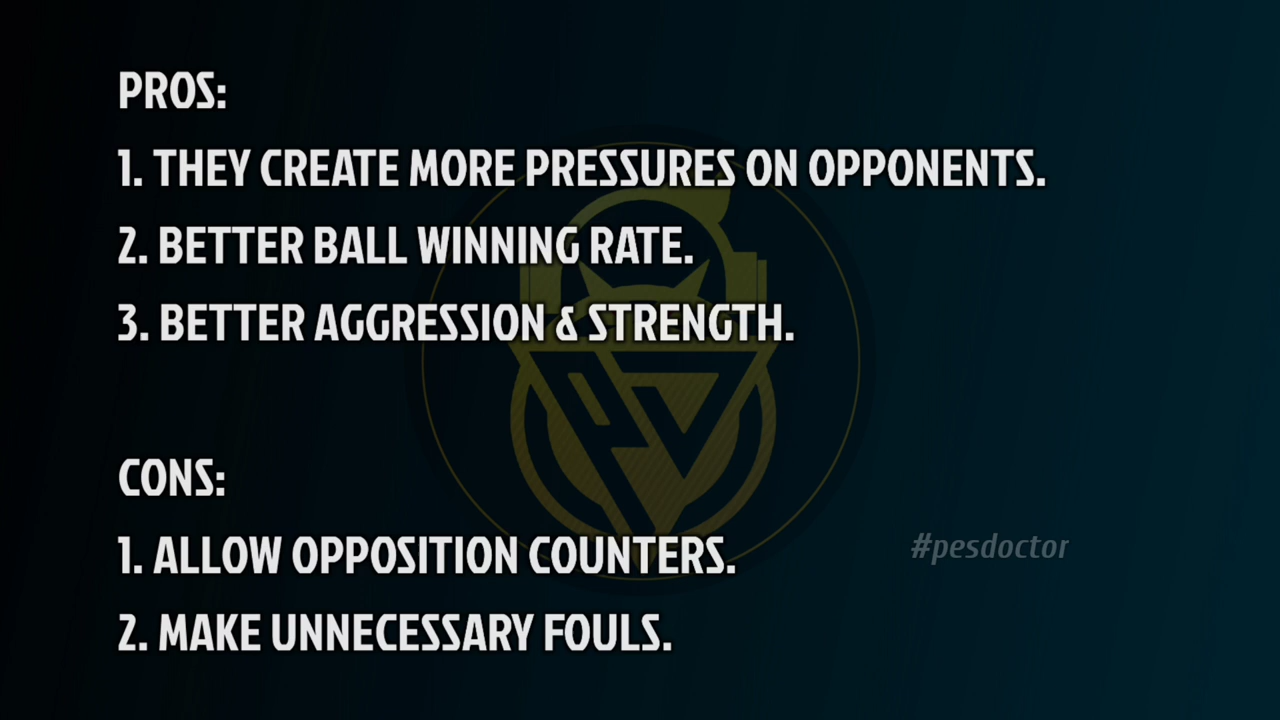 PROS:
1. THEY CREATE MORE PRESSURES ON OPPONENTS.
2. BETTER BALL WINNING RATE.
3. BETTER AGGRESSION & STRENGTH.
CONS:
1. ALLOW OPPOSITION COUNTERS.
#pesdoctor
2. MAKE UNNECESSARY FOULS.